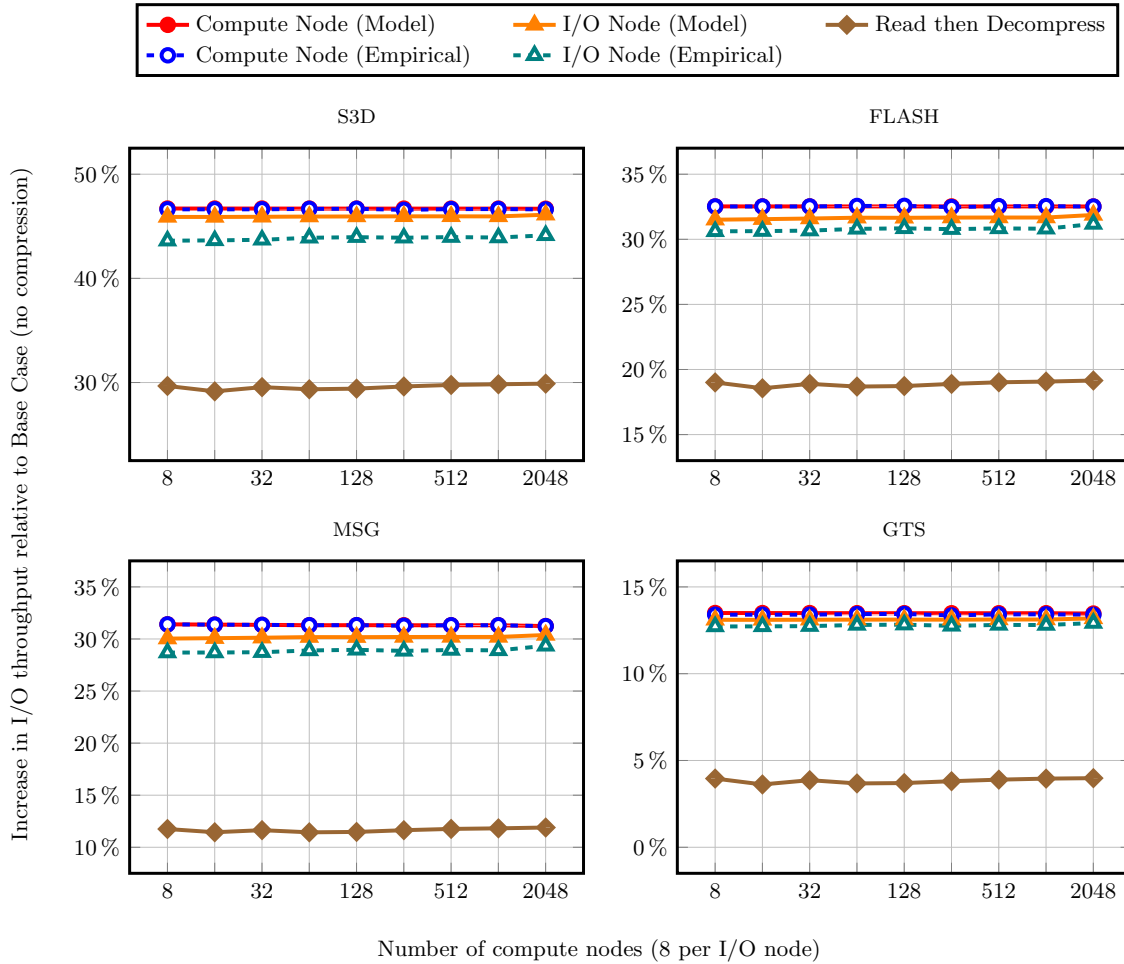 Compute Node (Model) I/O Node (Model) Read then Decompress
Compute Node (Empirical) I/O Node (Empirical)
Increase in I/O throughput relative to Base Case (no compression)
S3D
50 %
40 %
30 %
8 32 128 512 2048
FLASH
35 %
30 %
25 %
20 %
15 %
8 32 128 512 2048
MSG
35 %
30 %
25 %
20 %
15 %
10 %
8 32 128 512 2048
GTS
15 %
10 %
5 %
0 %
8 32 128 512 2048
Number of compute nodes (8 per I/O node)